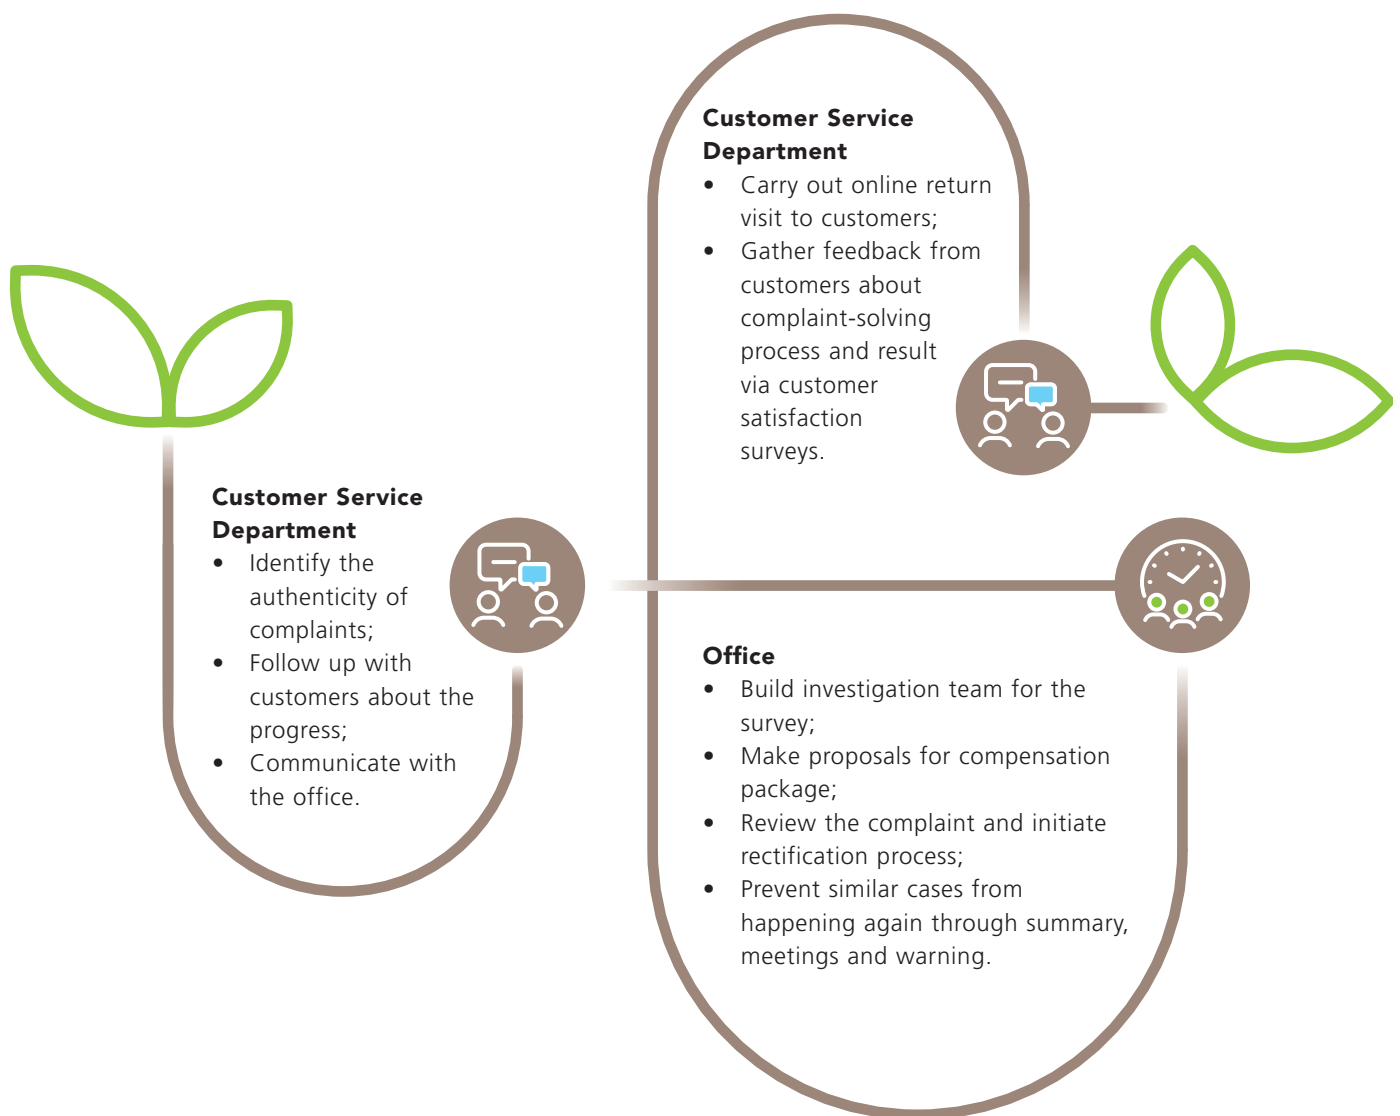 Customer Service
Department
• Identify the
authenticity of
complaints;
• Follow up with
customers about the
progress;
• Communicate with
the office.
Office
• Build investigation team for the
survey;
• Make proposals for compensation
package;
• Review the complaint and initiate
rectification process;
• Prevent similar cases from
happening again through summary,
meetings and warning.
Customer Service
Department
• Carry out online return
visit to customers;
• Gather feedback from
customers about
complaint-solving
process and result
via customer
satisfaction
surveys.